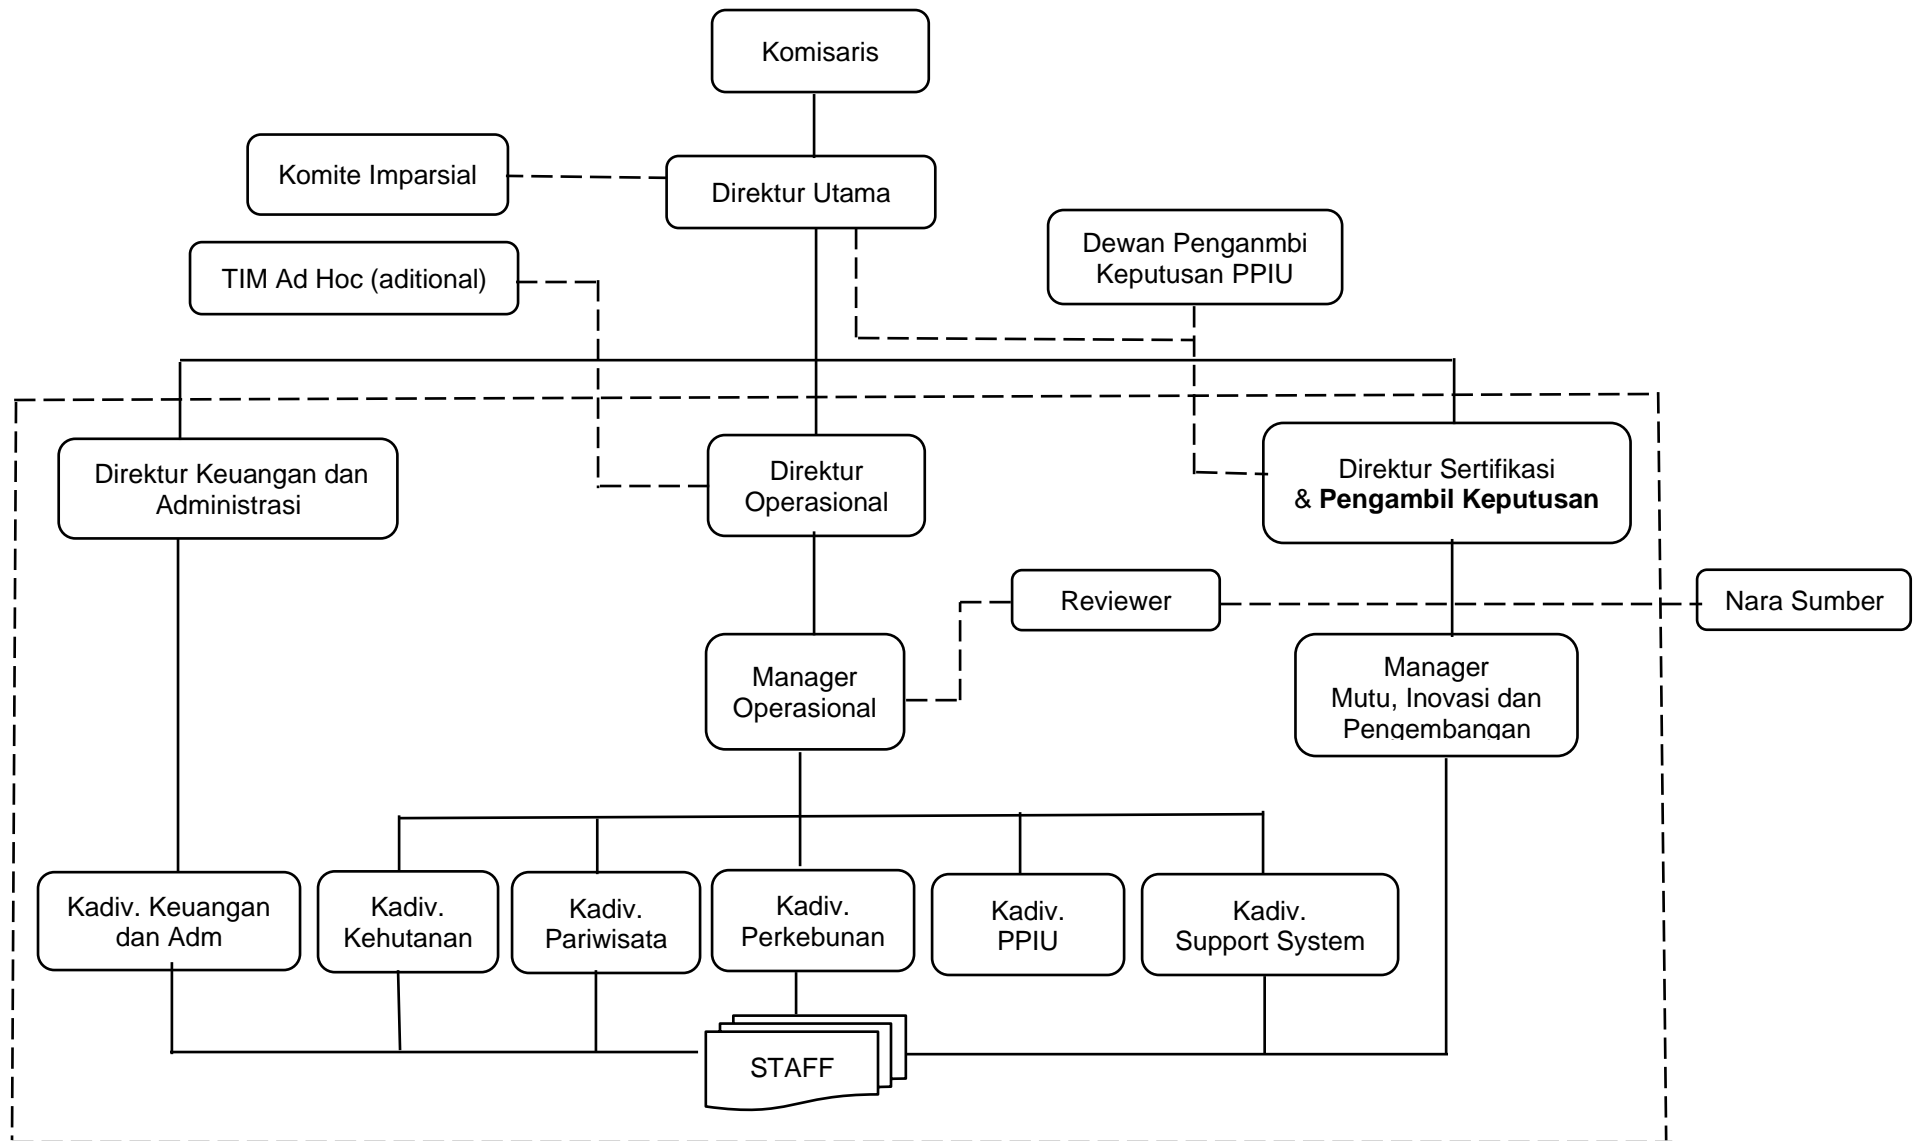 Komisaris
Komite Imparsial
Direktur Utama
TIM Ad Hoc (aditional)
Dewan Penganmbi
Keputusan PPIU
Direktur Keuangan dan
Administrasi
Direktur
Operasional
Direktur Sertifikasi
& Pengambil Keputusan
Reviewer
Nara Sumber
Manager
Operasional
Manager
Mutu, Inovasi dan
Pengembangan
Kadiv. Keuangan
dan Adm
Kadiv.
Kehutanan
Kadiv.
Pariwisata
Kadiv.
Perkebunan
Kadiv.
PPIU
Kadiv.
Support System
STAFF